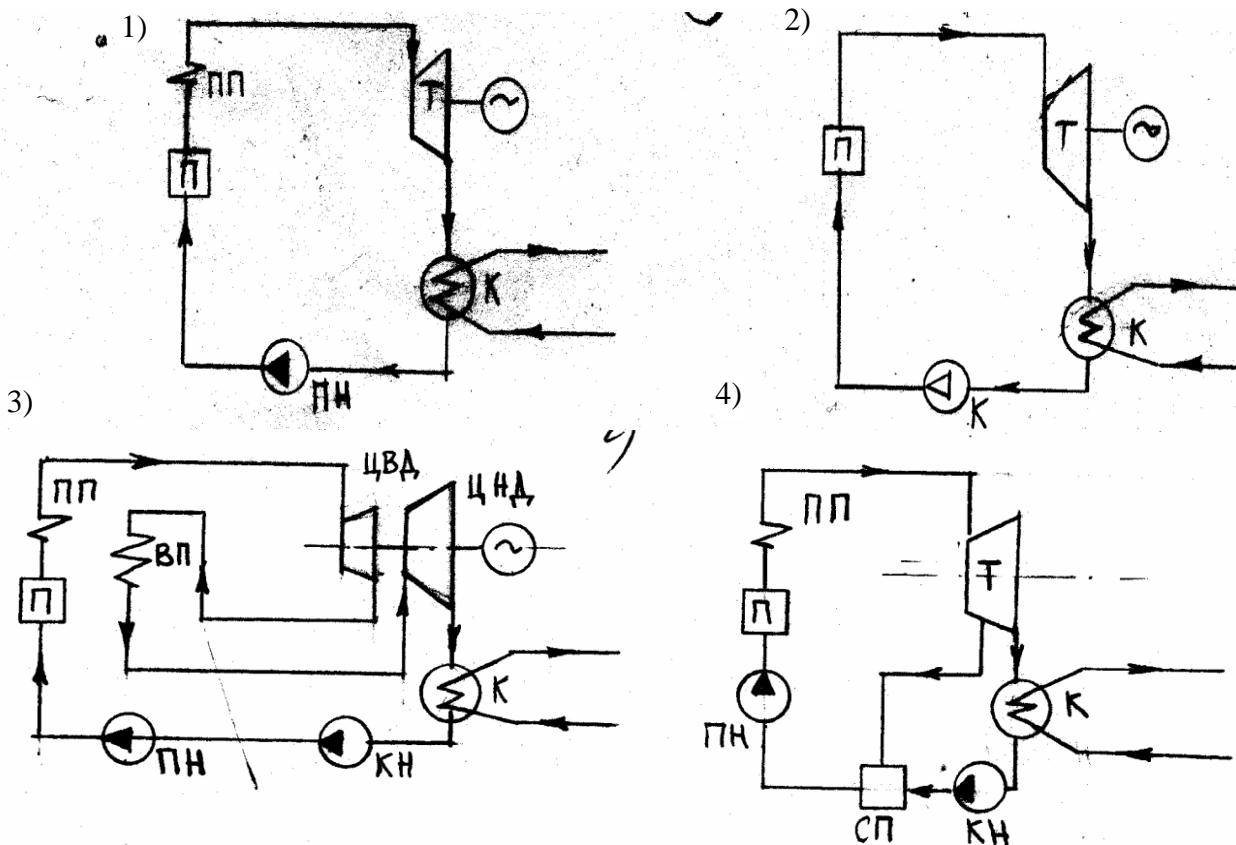 1)
ПП
Т
П
К
ПН
2)
П
Т
К
К
3)
ЦВД
ЦНД
ПП
ВП
П
К
ПН
КН
4)
ПП
Т
П
К
ПН
СП
КН